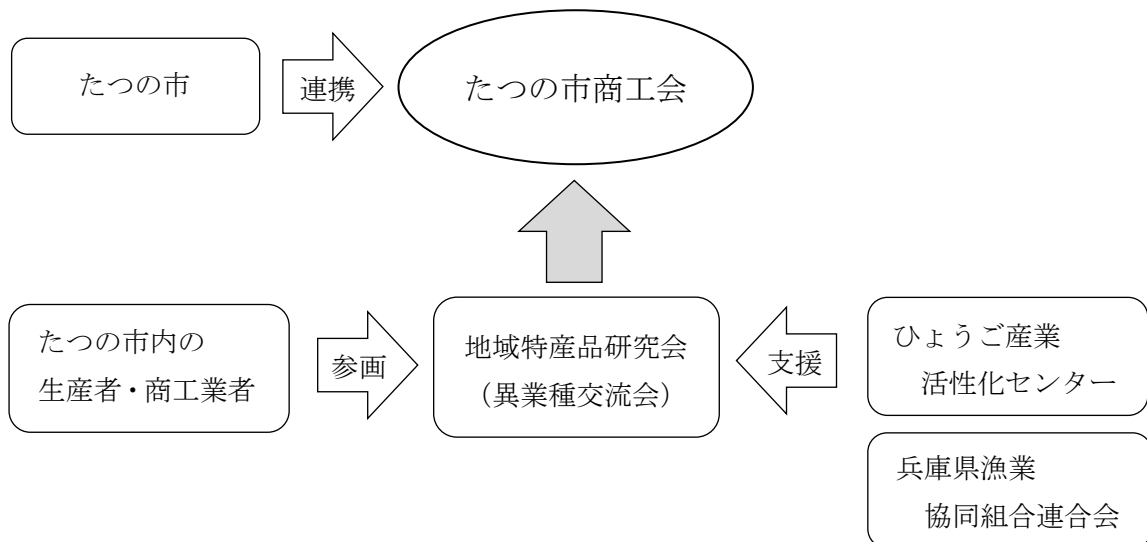 たつの市
連携
たつの市商工会
たつの市内の
生産者・商工業者
参画
地域特産品研究会
（異業種交流会）
支援
ひょうご産業
活性化センター
兵庫県漁業
協同組合連合会